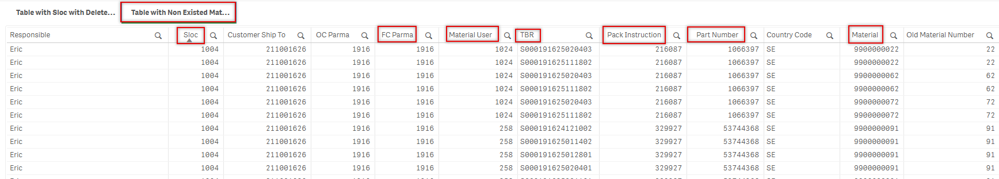 Table with Sloc with Delete... Table with Non Existed Mat...
Responsible Sloc Customer Ship To OC Parma FC Parma Material User TBR Pack Instruction Part Number Country Code Material Old Material Number
Eric 1004 211001626 1916 1916 1024 S000191625020403 216087 1066397 SE 9900000022 22
Eric 1004 211001626 1916 1916 1024 S000191625111802 216087 1066397 SE 9900000022 22
Eric 1004 211001626 1916 1916 1024 S000191625020403 216087 1066397 SE 9900000062 62
Eric 1004 211001626 1916 1916 1024 S000191625111802 216087 1066397 SE 9900000062 62
Eric 1004 211001626 1916 1916 1024 S000191625020403 216087 1066397 SE 9900000072 72
Eric 1004 211001626 1916 1916 1024 S000191625111802 216087 1066397 SE 9900000072 72
Eric 1004 211001626 1916 1916 258 S000191624121002 329927 53744368 SE 9900000091 91
Eric 1004 211001626 1916 1916 258 S000191625011402 329927 53744368 SE 9900000091 91
Eric 1004 211001626 1916 1916 258 S000191625012801 329927 53744368 SE 9900000091 91
Eric 1004 211001626 1916 1916 258 S000191625020401 329927 53744368 SE 9900000091 91